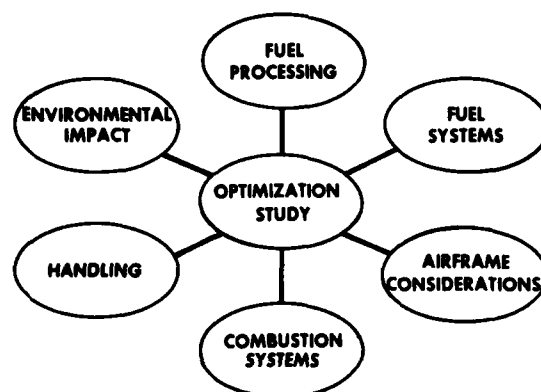 FUEL
PROCESSING
ENVIRONMENTAL
IMPACT
FUEL
SYSTEMS
OPTIMIZATION
STUDY
HANDLING
AIRFRAME
CONSIDERATIONS
COMBUSTION
SYSTEMS